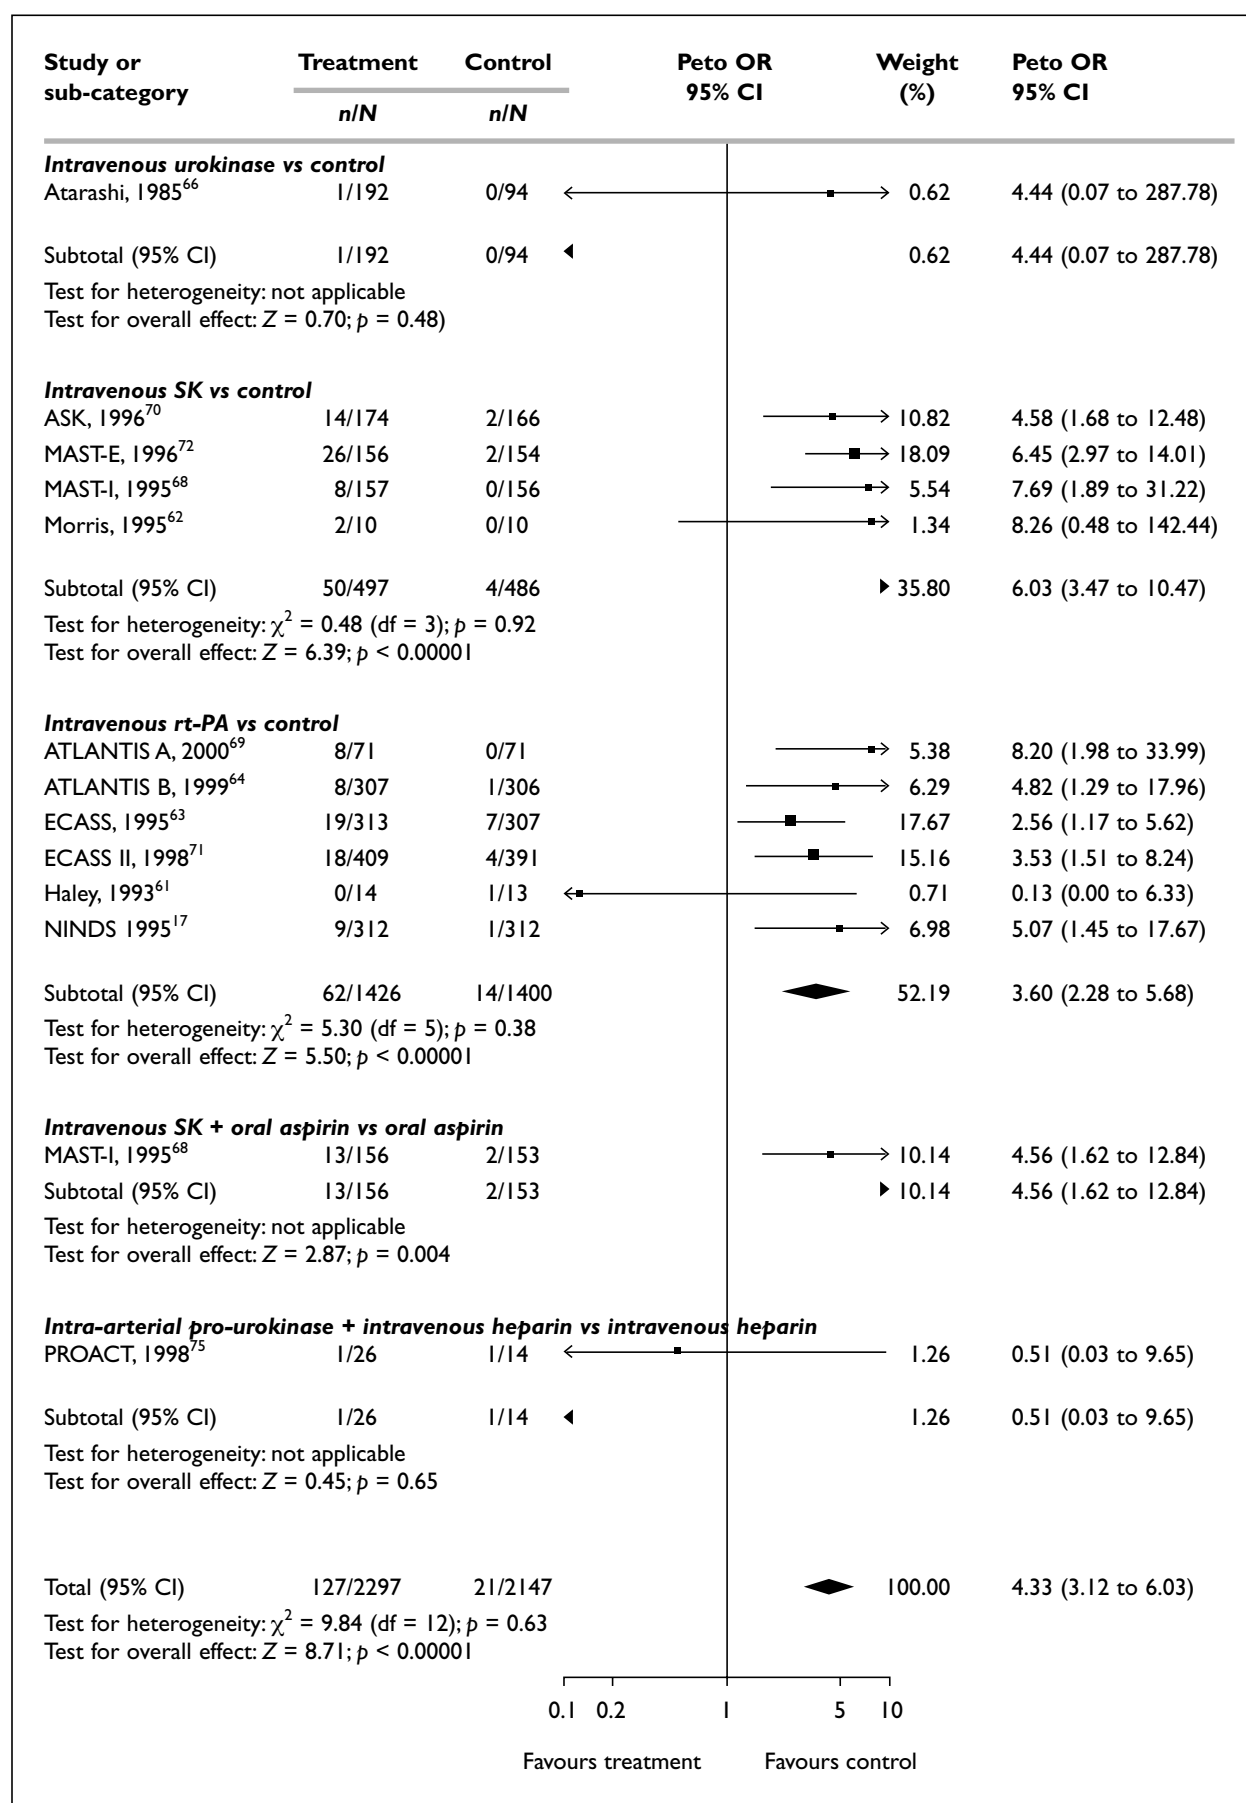 Study or Treatment Control Peto OR Weight Peto OR
sub-category 95% CI (%) 95% CI
n/N n/N
Intravenous urokinase vs control
Atarashi, 1985⁶⁶ 1/192 0/94 0.62 4.44 (0.07 to 287.78)
Subtotal (95% CI) 1/192 0/94 0.62 4.44 (0.07 to 287.78)
Test for heterogeneity: not applicable
Test for overall effect: Z = 0.70; p = 0.48)
Intravenous SK vs control
ASK, 1996⁷⁰ 14/174 2/166 10.82 4.58 (1.68 to 12.48)
MAST-E, 1996⁷² 26/156 2/154 18.09 6.45 (2.97 to 14.01)
MAST-I, 1995⁶⁸ 8/157 0/156 5.54 7.69 (1.89 to 31.22)
Morris, 1995⁶² 2/10 0/10 1.34 8.26 (0.48 to 142.44)
Subtotal (95% CI) 50/497 4/486 35.80 6.03 (3.47 to 10.47)
Test for heterogeneity: χ² = 0.48 (df = 3); p = 0.92
Test for overall effect: Z = 6.39; p < 0.00001
Intravenous rt-PA vs control
ATLANTIS A, 2000⁶⁹ 8/71 0/71 5.38 8.20 (1.98 to 33.99)
ATLANTIS B, 1999⁶⁴ 8/307 1/306 6.29 4.82 (1.29 to 17.96)
ECASS, 1995⁶³ 19/313 7/307 17.67 2.56 (1.17 to 5.62)
ECASS II, 1998⁷¹ 18/409 4/391 15.16 3.53 (1.51 to 8.24)
Haley, 1993⁶¹ 0/14 1/13 0.71 0.13 (0.00 to 6.33)
NINDS 1995¹⁷ 9/312 1/312 6.98 5.07 (1.45 to 17.67)
Subtotal (95% CI) 62/1426 14/1400 52.19 3.60 (2.28 to 5.68)
Test for heterogeneity: χ² = 5.30 (df = 5); p = 0.38
Test for overall effect: Z = 5.50; p < 0.00001
Intravenous SK + oral aspirin vs oral aspirin
MAST-I, 1995⁶⁸ 13/156 2/153 10.14 4.56 (1.62 to 12.84)
Subtotal (95% CI) 13/156 2/153 10.14 4.56 (1.62 to 12.84)
Test for heterogeneity: not applicable
Test for overall effect: Z = 2.87; p = 0.004
Intra-arterial pro-urokinase + intravenous heparin vs intravenous heparin
PROACT, 1998⁷⁵ 1/26 1/14 1.26 0.51 (0.03 to 9.65)
Subtotal (95% CI) 1/26 1/14 1.26 0.51 (0.03 to 9.65)
Test for heterogeneity: not applicable
Test for overall effect: Z = 0.45; p = 0.65
Total (95% CI) 127/2297 21/2147 100.00 4.33 (3.12 to 6.03)
Test for heterogeneity: χ² = 9.84 (df = 12); p = 0.63
Test for overall effect: Z = 8.71; p < 0.00001
0.1 0.2 1 5 10
Favours treatment Favours control